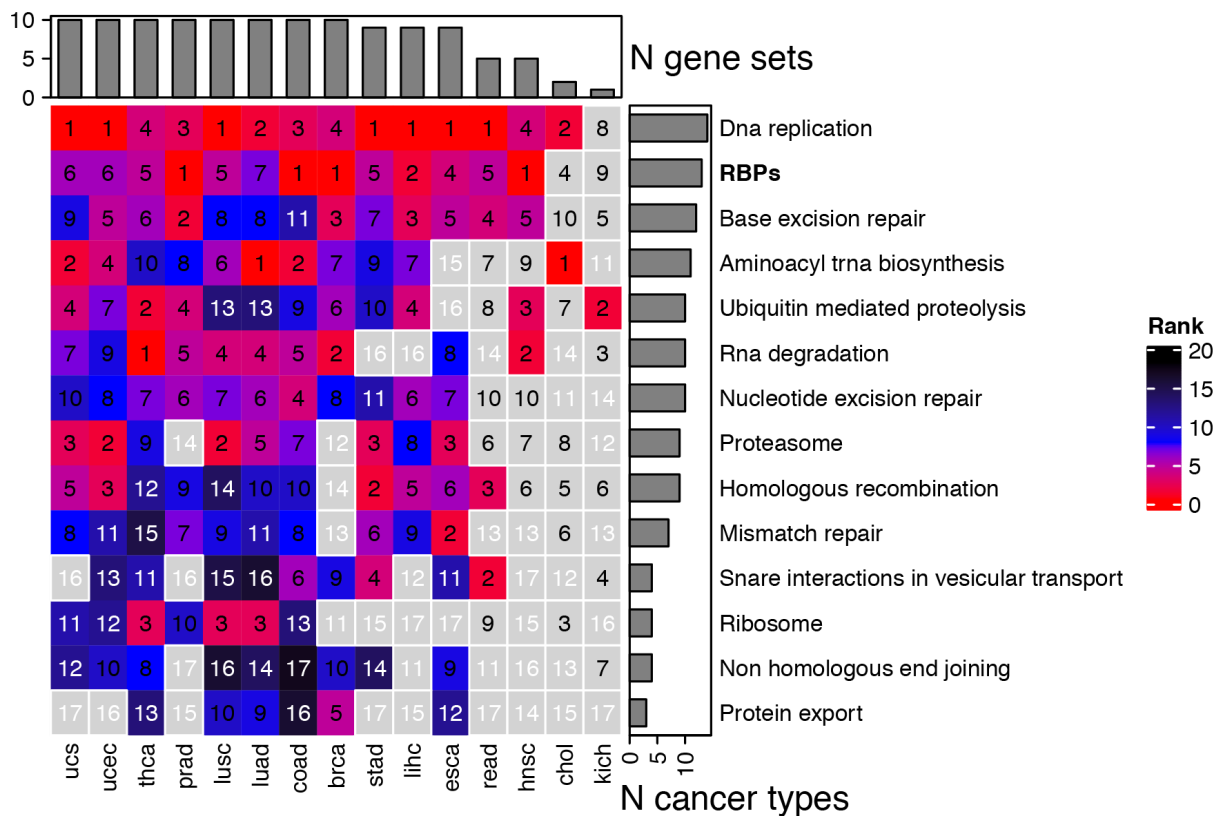 10
5
0
N gene sets
1 1 4 3 1 2 3 4 1 1 1 1 4 2 8 Dna replication
6 6 5 1 5 7 1 1 5 2 4 5 1 4 9 RBPs
9 5 6 2 8 8 11 3 7 3 5 4 5 10 5 Base excision repair
2 4 10 8 6 1 2 7 9 7 15 7 9 1 11 Aminoacyl trna biosynthesis
4 7 2 4 13 13 9 6 10 4 16 8 3 7 2 Ubiquitin mediated proteolysis
7 9 1 5 4 4 5 2 16 16 8 14 2 14 3 Rna degradation
10 8 7 6 7 6 4 8 11 6 7 10 10 11 14 Nucleotide excision repair
3 2 9 14 2 5 7 12 3 8 3 6 7 8 12 Proteasome
5 3 12 9 14 10 10 14 2 5 6 3 6 5 6 Homologous recombination
8 11 15 7 9 11 8 13 6 9 2 13 13 6 13 Mismatch repair
16 13 11 16 15 16 6 9 4 12 11 2 17 12 4 Snare interactions in vesicular transport
11 12 3 10 3 3 13 11 15 17 17 9 15 3 16 Ribosome
12 10 8 17 16 14 17 10 14 11 9 11 16 13 7 Non homologous end joining
17 16 13 15 10 9 16 5 17 15 12 17 14 15 17 Protein export
ucs ucec thca prad lusc luad coad brca stad lihc esca read hnsc chol kich
0 5 10
N cancer types
Rank
20
15
10
5
0